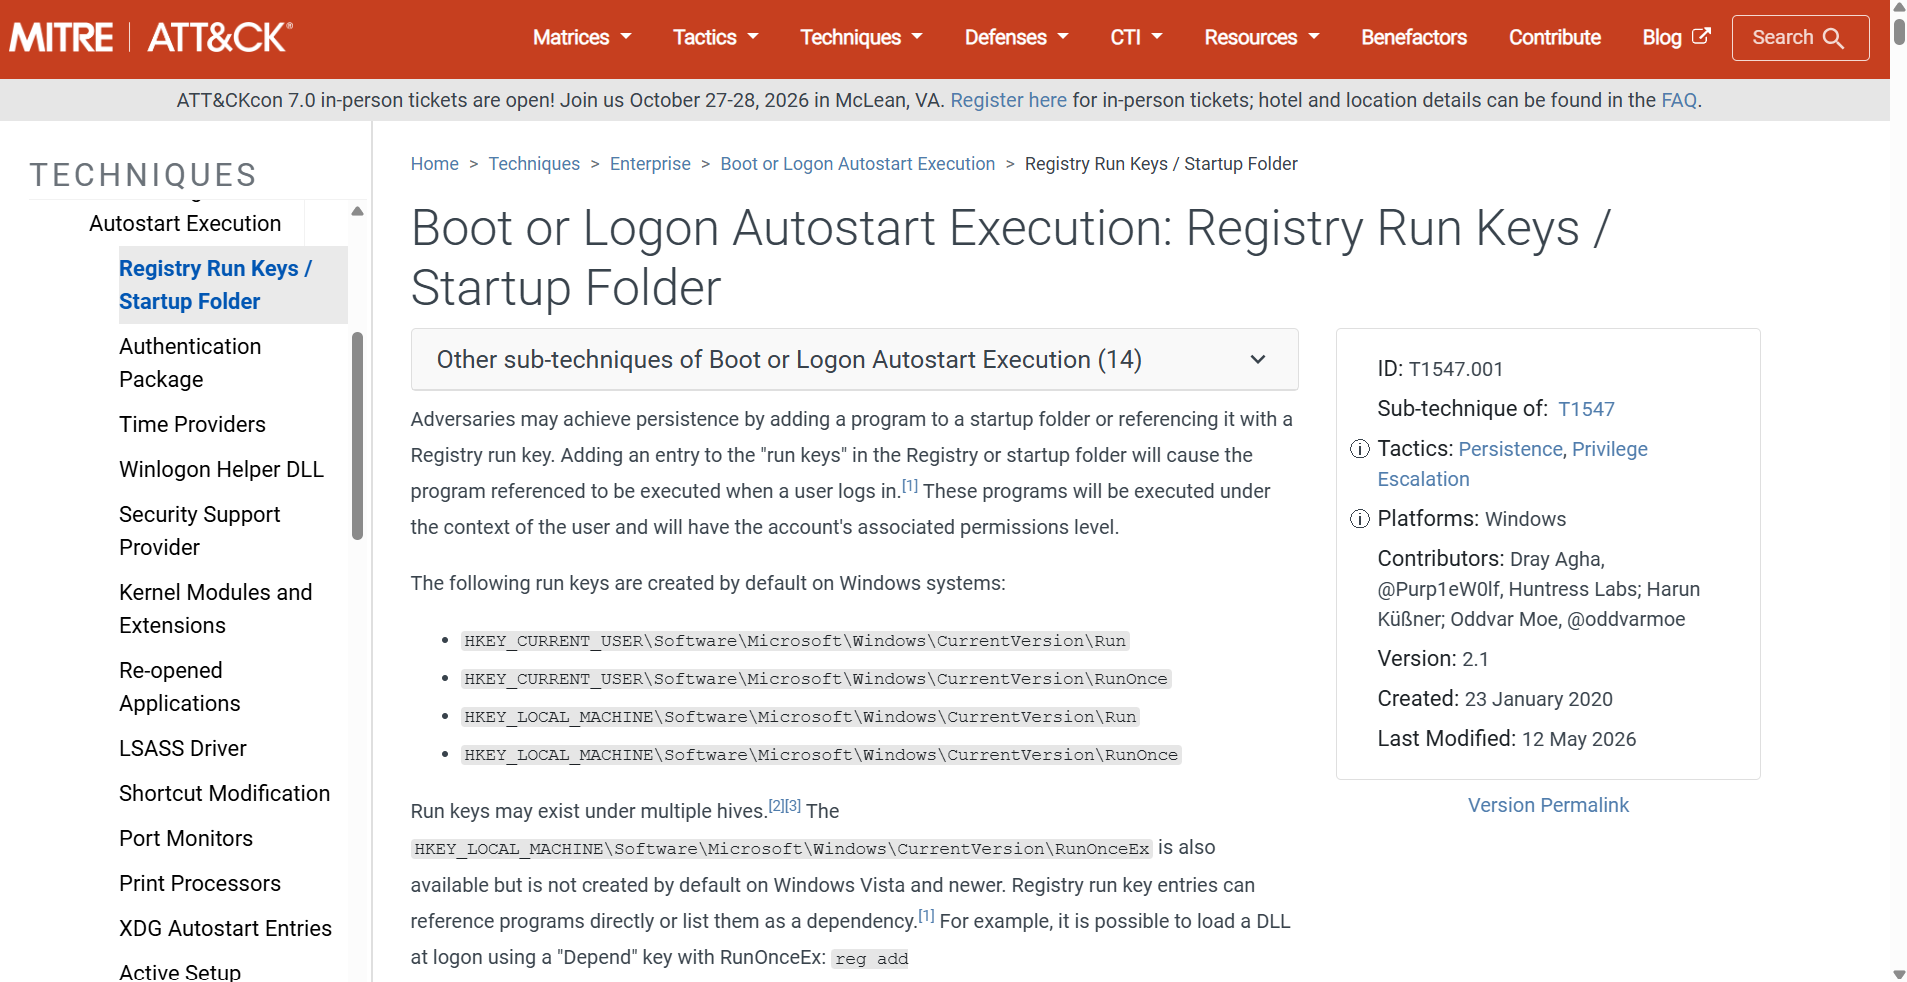 MITRE | ATT&CK®
Matrices
Tactics
Techniques
Defenses
CTI
Resources
Benefactors
Contribute
Blog
Search
ATT&CKcon 7.0 in-person tickets are open! Join us October 27-28, 2026 in McLean, VA. Register here for in-person tickets; hotel and location details can be found in the FAQ.
TECHNIQUES
Autostart Execution
Registry Run Keys /
Startup Folder
Authentication
Package
Time Providers
Winlogon Helper DLL
Security Support
Provider
Kernel Modules and
Extensions
Re-opened
Applications
LSASS Driver
Shortcut Modification
Port Monitors
Print Processors
XDG Autostart Entries
Active Setup
Home > Techniques > Enterprise > Boot or Logon Autostart Execution > Registry Run Keys / Startup Folder
Boot or Logon Autostart Execution: Registry Run Keys /
Startup Folder
Other sub-techniques of Boot or Logon Autostart Execution (14)
Adversaries may achieve persistence by adding a program to a startup folder or referencing it with a
Registry run key. Adding an entry to the "run keys" in the Registry or startup folder will cause the
program referenced to be executed when a user logs in.[1] These programs will be executed under
the context of the user and will have the account's associated permissions level.
The following run keys are created by default on Windows systems:
• HKEY_CURRENT_USER\Software\Microsoft\Windows\CurrentVersion\Run
• HKEY_CURRENT_USER\Software\Microsoft\Windows\CurrentVersion\RunOnce
• HKEY_LOCAL_MACHINE\Software\Microsoft\Windows\CurrentVersion\Run
• HKEY_LOCAL_MACHINE\Software\Microsoft\Windows\CurrentVersion\RunOnce
Run keys may exist under multiple hives.[2][3] The
HKEY_LOCAL_MACHINE\Software\Microsoft\Windows\CurrentVersion\RunOnceEx is also
available but is not created by default on Windows Vista and newer. Registry run key entries can
reference programs directly or list them as a dependency.[1] For example, it is possible to load a DLL
at logon using a "Depend" key with RunOnceEx: reg add
ID: T1547.001
Sub-technique of: T1547
Tactics: Persistence, Privilege
Escalation
Platforms: Windows
Contributors: Dray Agha,
@Purp1eW0lf, Huntress Labs; Harun
Küßner; Oddvar Moe, @oddvarmoe
Version: 2.1
Created: 23 January 2020
Last Modified: 12 May 2026
Version Permalink